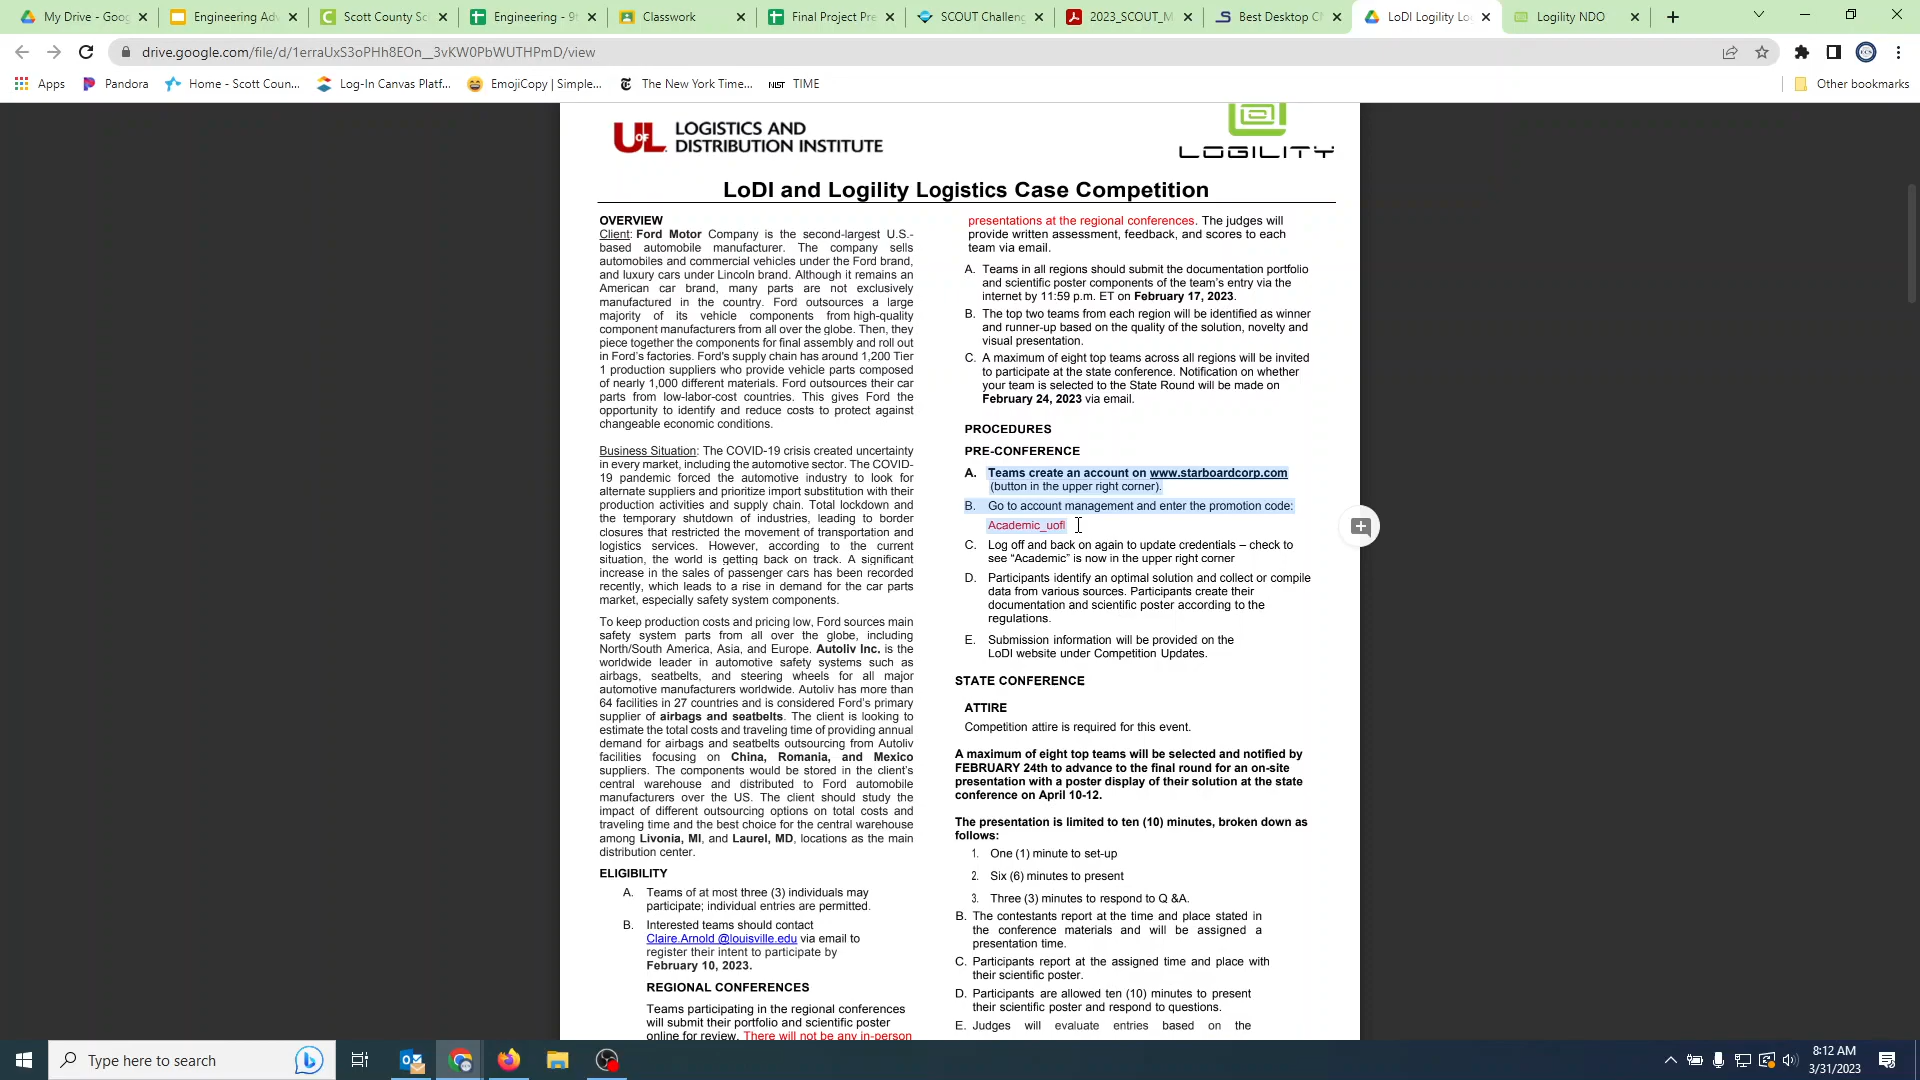 My Drive - Goog
Engineering Adv
Scott County Sc
Engineering - 9t
Classwork
Final Project Pre
SCOUT Challeng
2023_SCOUT_M
Best Desktop Ch
LoDI Logility Lo
Logility NDO
drive.google.com/file/d/1erraUxS3oPHh8EOn__3vKW0PbWUTHPmD/view
Apps
Pandora
Home - Scott Coun...
Log-In Canvas Platf...
EmojiCopy | Simple...
The New York Time...
NIST TIME
Other bookmarks
UOFL LOGISTICS AND
DISTRIBUTION INSTITUTE
LOGILITY
LoDI and Logility Logistics Case Competition
OVERVIEW
Client: Ford Motor Company is the second-largest U.S.-
based automobile manufacturer. The company sells
automobiles and commercial vehicles under the Ford brand,
and luxury cars under Lincoln brand. Although it remains an
American car brand, many parts are not exclusively
manufactured in the country. Ford outsources a large
majority of its vehicle components from high-quality
component manufacturers from all over the globe. Then, they
piece together the components for final assembly and roll out
in Ford's factories. Ford's supply chain has around 1,200 Tier
1 production suppliers who provide vehicle parts composed
of nearly 1,000 different materials. Ford outsources their car
parts from low-labor-cost countries. This gives Ford the
opportunity to identify and reduce costs to protect against
changeable economic conditions.
Business Situation: The COVID-19 crisis created uncertainty
in every market, including the automotive sector. The COVID-
19 pandemic forced the automotive industry to look for
alternate suppliers and prioritize import substitution with their
production activities and supply chain. Total lockdown and
the temporary shutdown of industries, leading to border
closures that restricted the movement of transportation and
logistics services. However, according to the current
situation, the world is getting back on track. A significant
increase in the sales of passenger cars has been recorded
recently, which leads to a rise in demand for the car parts
market, especially safety system components.
To keep production costs and pricing low, Ford sources main
safety system parts from all over the globe, including
North/South America, Asia, and Europe. Autoliv Inc. is the
worldwide leader in automotive safety systems such as
airbags, seatbelts, and steering wheels for all major
automotive manufacturers worldwide. Autoliv has more than
64 facilities in 27 countries and is considered Ford's primary
supplier of airbags and seatbelts. The client is looking to
estimate the total costs and traveling time of providing annual
demand for airbags and seatbelts outsourcing from Autoliv
facilities focusing on China, Romania, and Mexico
suppliers. The components would be stored in the client's
central warehouse and distributed to Ford automobile
manufacturers over the US. The client should study the
impact of different outsourcing options on total costs and
traveling time and the best choice for the central warehouse
among Livonia, MI, and Laurel, MD, locations as the main
distribution center.
ELIGIBILITY
A. Teams of at most three (3) individuals may
participate; individual entries are permitted.
B. Interested teams should contact
Claire.Arnold @louisville.edu via email to
register their intent to participate by
February 10, 2023.
REGIONAL CONFERENCES
Teams participating in the regional conferences
will submit their portfolio and scientific poster
online for review. There will not be any in-person
presentations at the regional conferences. The judges will
provide written assessment, feedback, and scores to each
team via email.
A. Teams in all regions should submit the documentation portfolio
and scientific poster components of the team's entry via the
internet by 11:59 p.m. ET on February 17, 2023.
B. The top two teams from each region will be identified as winner
and runner-up based on the quality of the solution, novelty and
visual presentation.
C. A maximum of eight top teams across all regions will be invited
to participate at the state conference. Notification on whether
your team is selected to the State Round will be made on
February 24, 2023 via email.
PROCEDURES
PRE-CONFERENCE
A. Teams create an account on www.starboardcorp.com
(button in the upper right corner).
B. Go to account management and enter the promotion code:
Academic_uofl
C. Log off and back on again to update credentials – check to
see “Academic” is now in the upper right corner
D. Participants identify an optimal solution and collect or compile
data from various sources. Participants create their
documentation and scientific poster according to the
regulations.
E. Submission information will be provided on the
LoDI website under Competition Updates.
STATE CONFERENCE
ATTIRE
Competition attire is required for this event.
A maximum of eight top teams will be selected and notified by
FEBRUARY 24th to advance to the final round for an on-site
presentation with a poster display of their solution at the state
conference on April 10-12.
The presentation is limited to ten (10) minutes, broken down as
follows:
1. One (1) minute to set-up
2. Six (6) minutes to present
3. Three (3) minutes to respond to Q &A.
B. The contestants report at the time and place stated in
the conference materials and will be assigned a
presentation time.
C. Participants report at the assigned time and place with
their scientific poster.
D. Participants are allowed ten (10) minutes to present
their scientific poster and respond to questions.
E. Judges will evaluate entries based on the
Type here to search
8:12 AM
3/31/2023